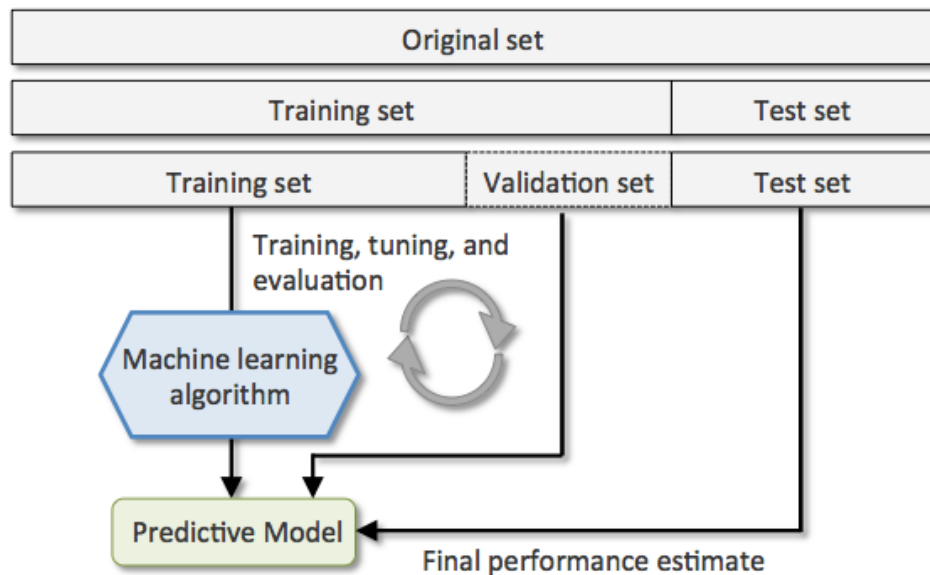 Original set
Training set
Test set
Training set
Validation set
Test set
Training, tuning, and
evaluation
Machine learning
algorithm
Predictive Model
Final performance estimate